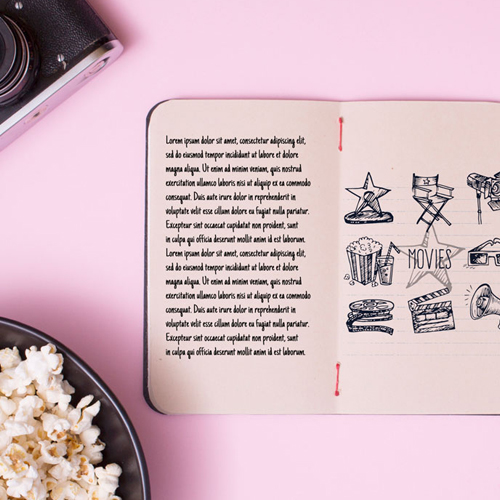 Lorem ipsum dolor sit amet, consectetur adipiscing elit,
sed do eiusmod tempor incididunt ut labore et dolore
magna aliqua. Ut enim ad minim veniam, quis nostrud
exercitation ullamco laboris nisi ut aliquip ex ea commodo
consequat. Duis aute irure dolor in reprehenderit in
voluptate velit esse cillum dolore eu fugiat nulla pariatur.
Excepteur sint occaecat cupidatat non proident, sunt
in culpa qui officia deserunt mollit anim id est laborum.
Lorem ipsum dolor sit amet, consectetur adipiscing elit,
sed do eiusmod tempor incididunt ut labore et dolore
magna aliqua. Ut enim ad minim veniam, quis nostrud
exercitation ullamco laboris nisi ut aliquip ex ea commodo
consequat. Duis aute irure dolor in reprehenderit in
voluptate velit esse cillum dolore eu fugiat nulla pariatur.
Excepteur sint occaecat cupidatat non proident, sunt
in culpa qui officia deserunt mollit anim id est laborum.
MOVIES